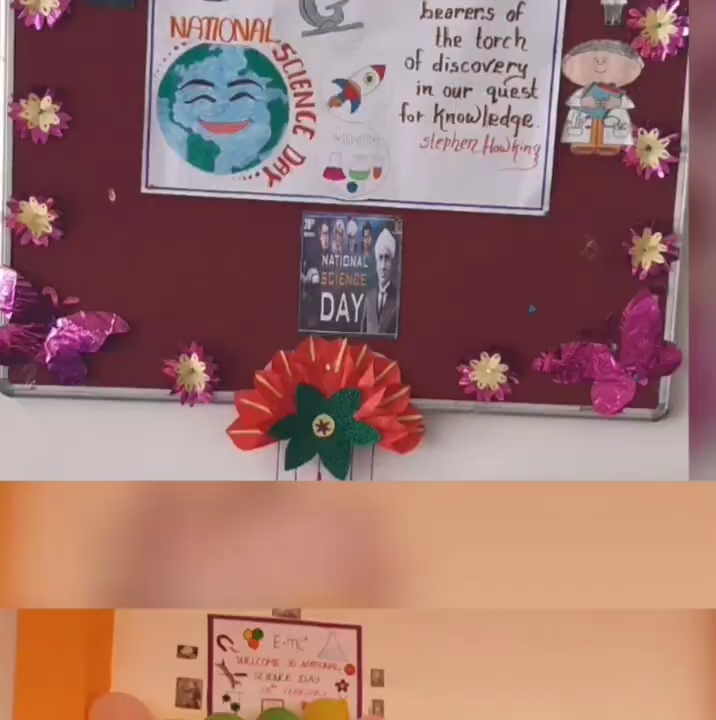 NATIONAL
SCIENCE
DAY
bearers of
the torch
of discovery
in our quest
for knowledge.
Stephen Hawking
NATIONAL
SCIENCE
DAY
E=mc²
WELCOME TO NATIONAL
SCIENCE DAY